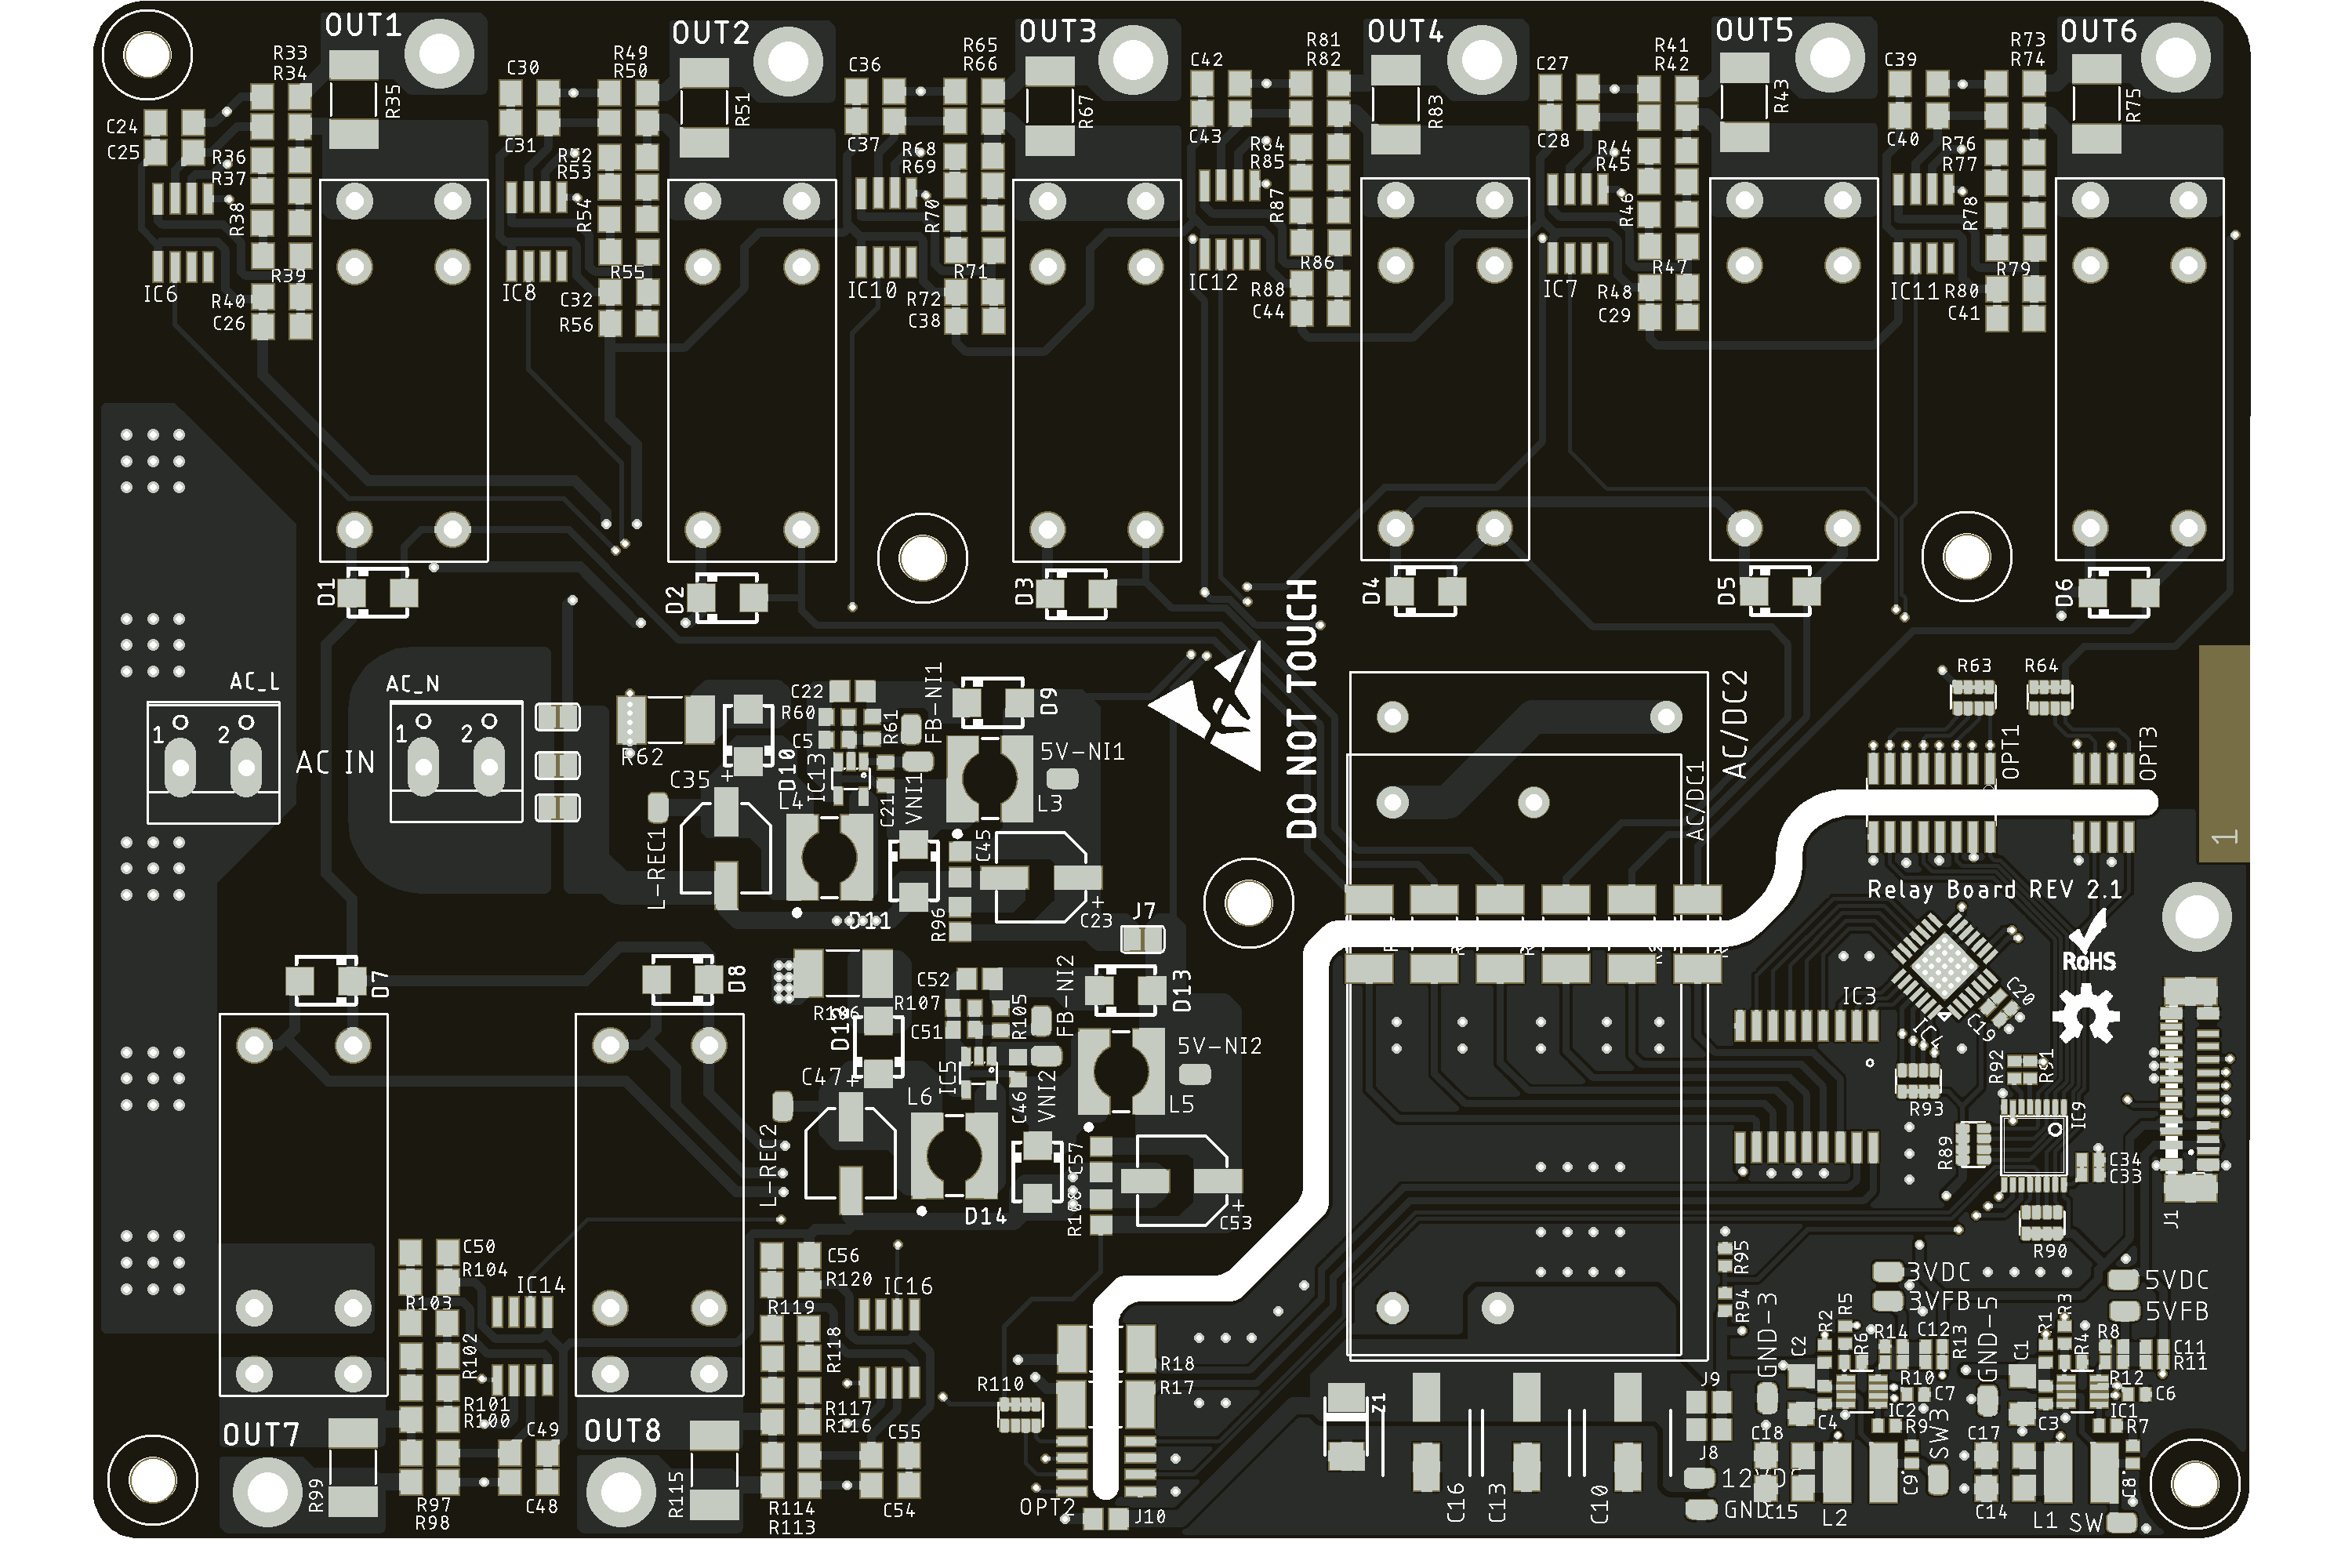 OUT1
OUT2
OUT3
OUT4
OUT5
OUT6
R33
R34
R35
C24
C25
R36
R37
R38
R39
IC6
R40
C26
C30
C31
R49
R50
R51
R52
R53
R54
R55
IC8
C32
R56
C36
C37
R65
R66
R67
R68
R69
R70
R71
IC10
R72
C38
C42
C43
R81
R82
R83
R84
R85
R87
R86
IC12
R88
C44
C27
C28
R41
R42
R43
R44
R45
R46
R47
IC7
R48
C29
C39
C40
R73
R74
R75
R76
R77
R78
R79
IC11
R80
C41
D1
D2
D3
D4
D5
D6
DO NOT TOUCH
AC_L
AC_N
1 2
1 2
AC IN
R62
C35 +
D10
C22
R60
C5
IC13
R61
FB-NI1
D9
5V-NI1
L3
L4
C21
VNI1
L-REC1
D11
C45
R96
+
C23
J7
AC/DC2
AC/DC1
R63
R64
OPT1
OPT3
1
Relay Board REV 2.1
RoHS
D7
D8
R106
D12
C52
R107
C51
R105
FB-NI2
D13
5V-NI2
L5
L6
IC5
C46
VNI2
C47+
L-REC2
D14
C57
R108
+
C53
IC3
IC4
C20
C19
R92
R91
R93
R89
IC9
C34
C33
R90
J1
R95
R94
3VDC
3VFB
5VDC
5VFB
GND-3
GND-5
R5
R2
C2
R6
R14
C12
R13
R10
C7
IC2
R9
C4
SW3
C18
C9
C15
L2
C1
R1
R3
R4
R8
C11
R11
R12
C6
IC1
R7
C3
C17
C8
C14
L1
SW
C50
R104
R103
R102
R101
R100
IC14
C49
C48
R97
R98
R99
OUT7
OUT8
C56
R120
R119
R118
R117
R116
IC16
C55
C54
R114
R113
R115
R110
R18
R17
OPT2
J10
Z1
C16
C13
C10
J9
J8
12VDC
GND